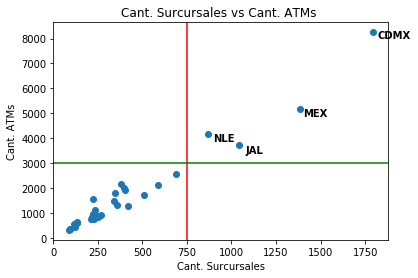 Cant. Surcursales vs Cant. ATMs
8000
7000
6000
5000
4000
3000
2000
1000
0
Cant. ATMs
CDMX
MEX
NLE
JAL
0 250 500 750 1000 1250 1500 1750
Cant. Surcursales